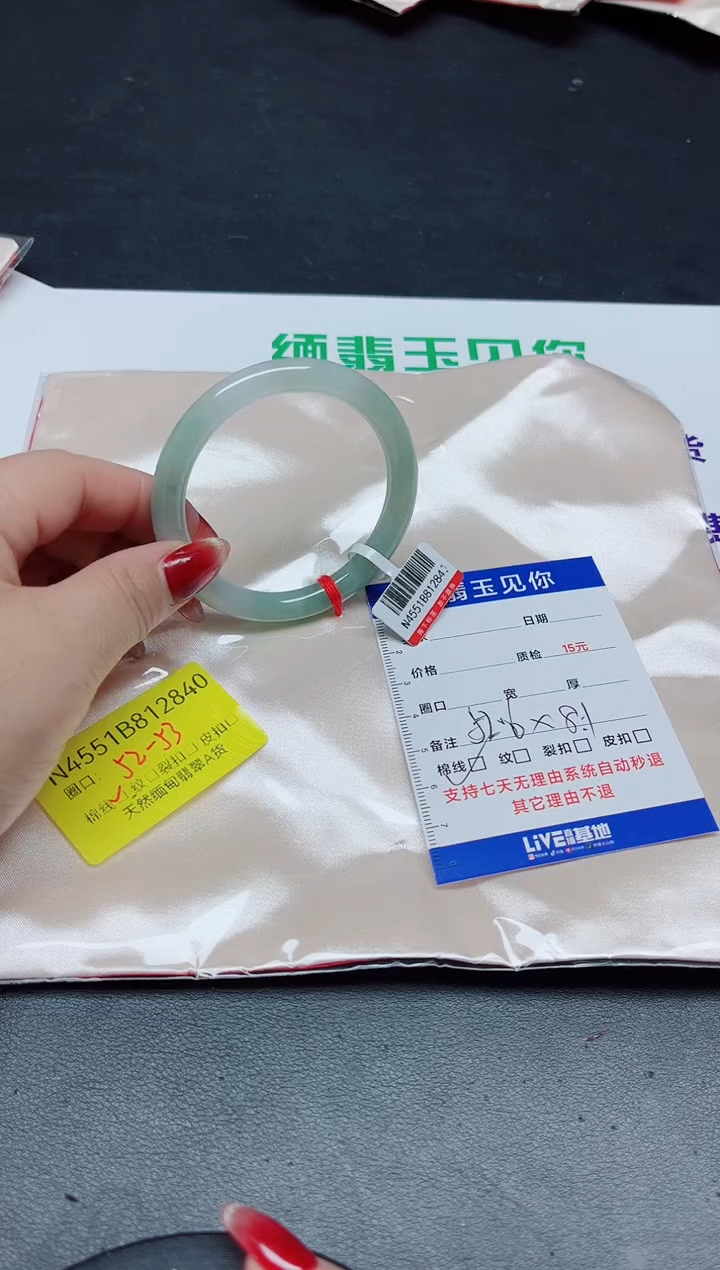 缅翡玉见你
货
惠
N4551B812840
圈口: 52-53
棉线✓□纹□裂扣□皮扣□
天然缅甸翡翠A货
N4551B81284
翡玉见你
日期
价格 质检 15元
圈口 宽 厚
备注 52.6×8.1
棉线□ 纹□ 裂扣□ 皮扣□
支持七天无理由系统自动秒退
其它理由不退
LIVE直播基地